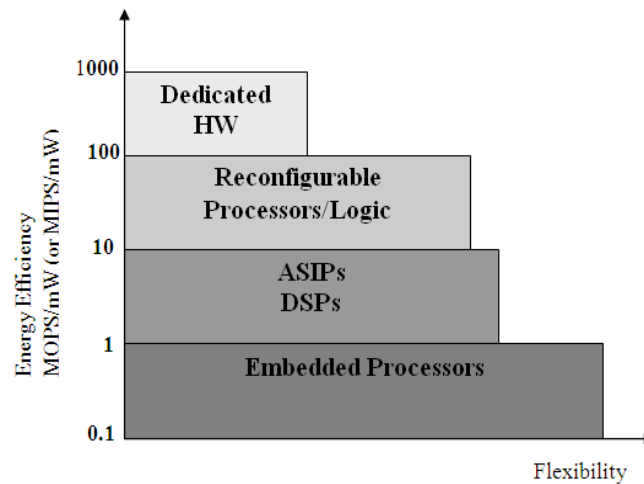 1000
Dedicated
HW
100
Reconfigurable
Processors/Logic
10
ASIPs
DSPs
1
Embedded Processors
0.1
Energy Efficiency
MOPS/mW (or MIPS/mW)
Flexibility